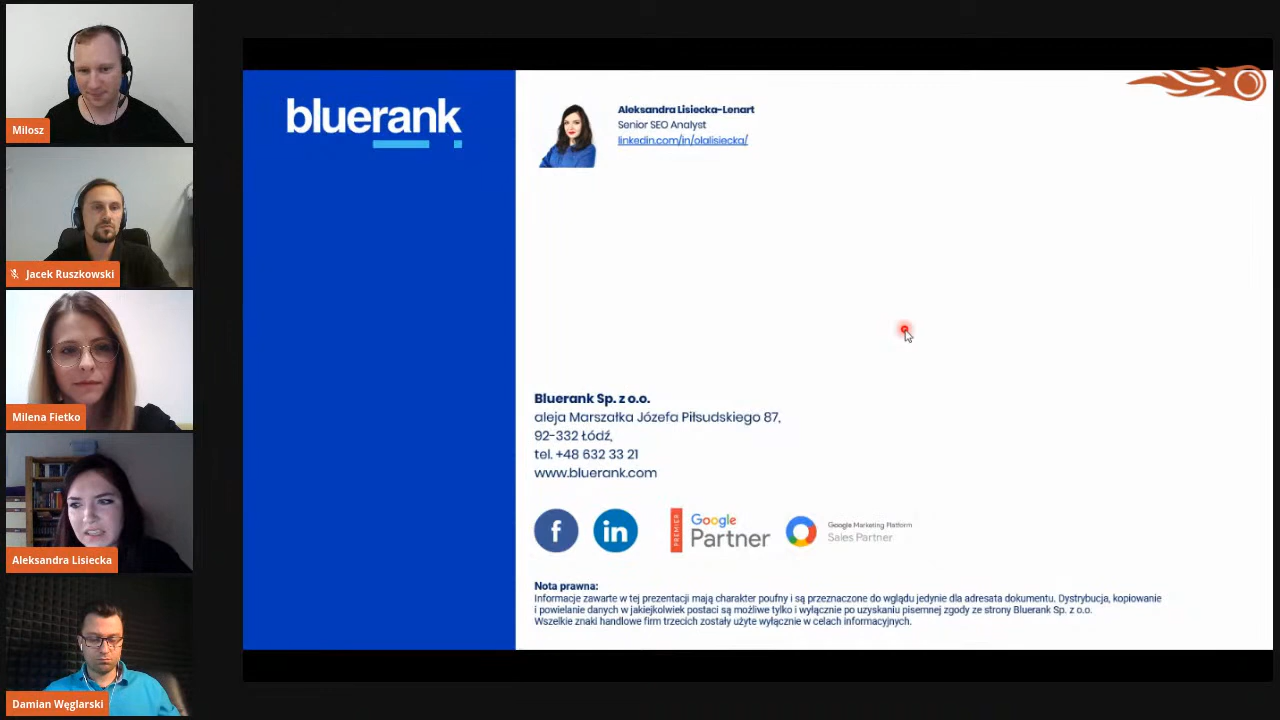 Milosz
Jacek Ruszkowski
Milena Fietko
Aleksandra Lisiecka
Damian Węglarski
bluerank
Aleksandra Lisiecka-Lenart
Senior SEO Analyst
linkedin.com/in/olalisiecka/
Bluerank Sp. z o.o.
aleja Marszałka Józefa Piłsudskiego 87,
92-332 Łódź,
tel. +48 632 33 21
www.bluerank.com
f
in
PREMIER
Google
Partner
Google Marketing Platform
Sales Partner
Nota prawna:
Informacje zawarte w tej prezentacji mają charakter poufny i są przeznaczone do wglądu jedynie dla adresata dokumentu. Dystrybucja, kopiowanie
i powielanie danych w jakiejkolwiek postaci są możliwe tylko i wyłącznie po uzyskaniu pisemnej zgody ze strony Bluerank Sp. z o.o.
Wszelkie znaki handlowe firm trzecich zostały użyte wyłącznie w celach informacyjnych.